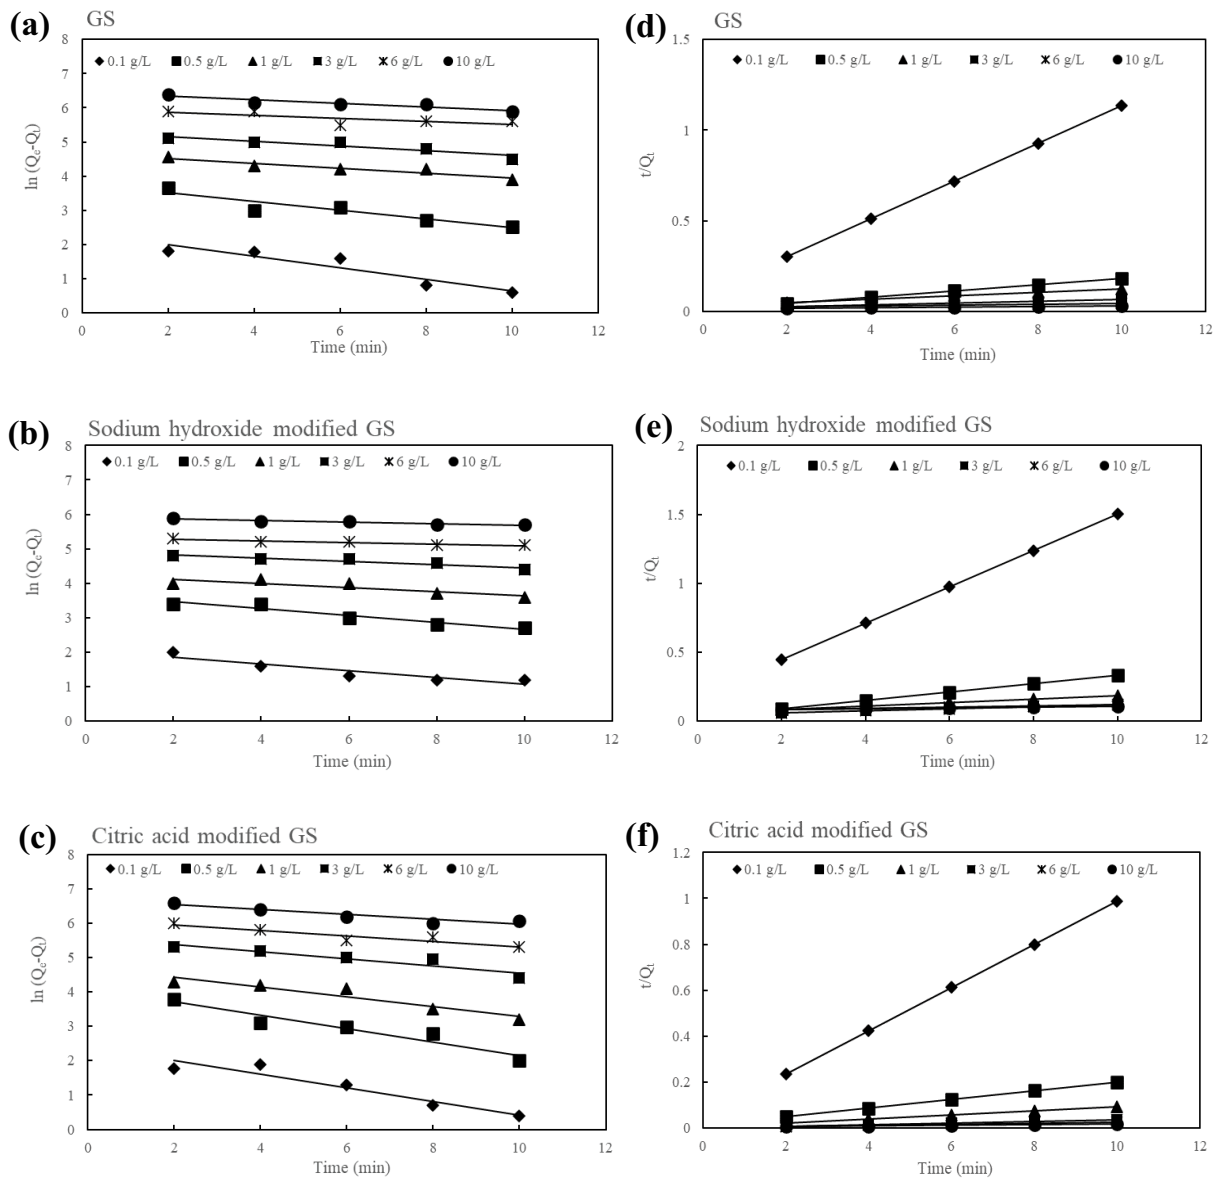 (a) GS
8
7
6
5
4
3
2
1
0
ln (Qe-Qt)
0.1 g/L 0.5 g/L 1 g/L 3 g/L 6 g/L 10 g/L
0 2 4 6 8 10 12
Time (min)
(d) GS
1.5
1
0.5
0
t/Qt
0.1 g/L 0.5 g/L 1 g/L 3 g/L 6 g/L 10 g/L
0 2 4 6 8 10 12
Time (min)
(b) Sodium hydroxide modified GS
8
7
6
5
4
3
2
1
0
ln (Qe-Qt)
0.1 g/L 0.5 g/L 1 g/L 3 g/L 6 g/L 10 g/L
0 2 4 6 8 10 12
Time (min)
(e) Sodium hydroxide modified GS
2
1.5
1
0.5
0
t/Qt
0.1 g/L 0.5 g/L 1 g/L 3 g/L 6 g/L 10 g/L
0 2 4 6 8 10 12
Time (min)
(c) Citric acid modified GS
8
7
6
5
4
3
2
1
0
ln (Qe-Qt)
0.1 g/L 0.5 g/L 1 g/L 3 g/L 6 g/L 10 g/L
0 2 4 6 8 10 12
Time (min)
(f) Citric acid modified GS
1.2
1
0.8
0.6
0.4
0.2
0
t/Qt
0.1 g/L 0.5 g/L 1 g/L 3 g/L 6 g/L 10 g/L
0 2 4 6 8 10 12
Time (min)